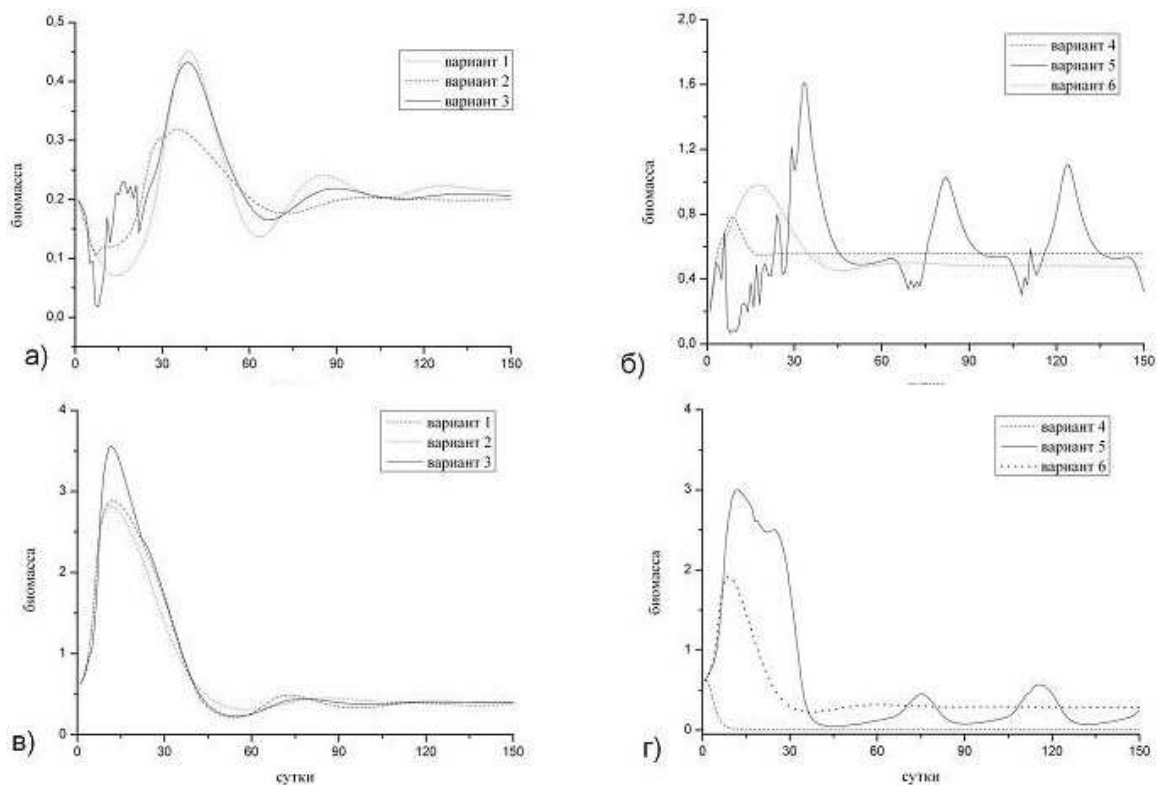 0,5
0,4
0,3
0,2
0,1
0,0
биомасса
0 30 60 90 120 150
вариант 1
вариант 2
вариант 3
а)
2,0
1,6
1,2
0,8
0,4
0,0
биомасса
0 30 60 90 120 150
вариант 4
вариант 5
вариант 6
б)
4
3
2
1
0
биомасса
0 30 60 90 120 150
сутки
вариант 1
вариант 2
вариант 3
в)
4
3
2
1
0
биомасса
0 30 60 90 120 150
сутки
вариант 4
вариант 5
вариант 6
г)